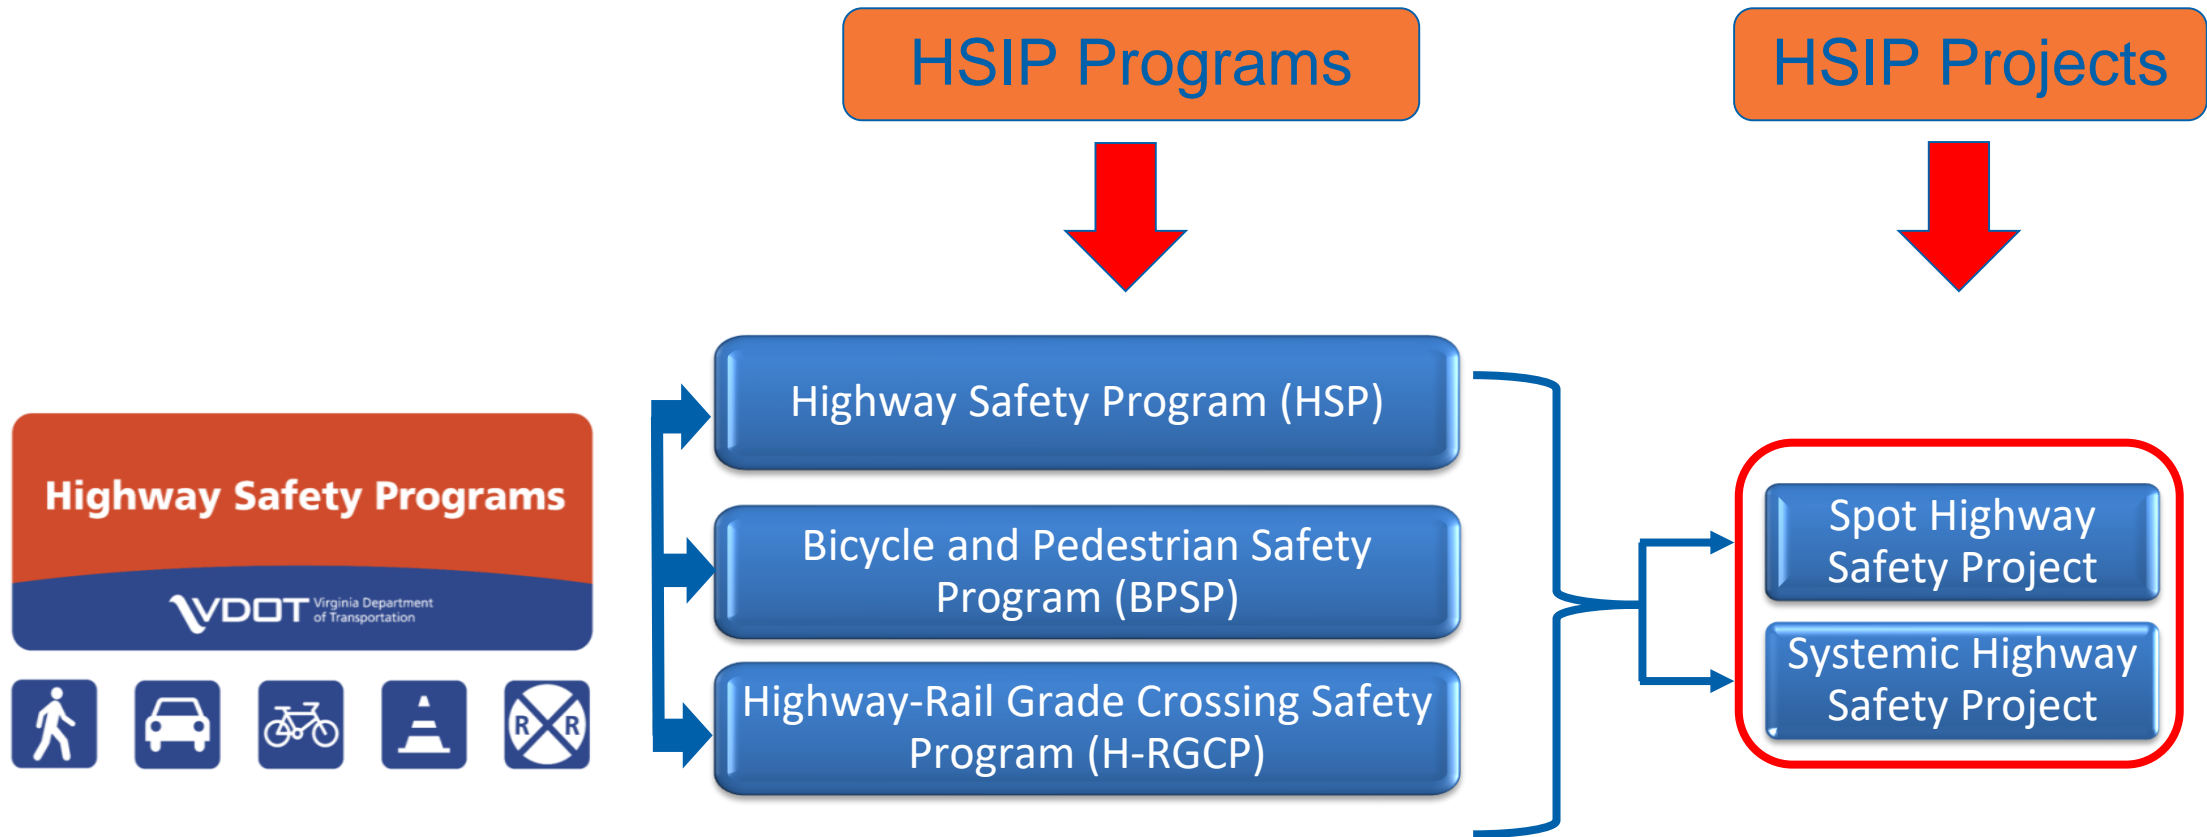 HSIP Programs
HSIP Projects
Highway Safety Programs
VDOT Virginia Department
of Transportation
R R
Highway Safety Program (HSP)
Bicycle and Pedestrian Safety
Program (BPSP)
Highway-Rail Grade Crossing Safety
Program (H-RGCP)
Spot Highway
Safety Project
Systemic Highway
Safety Project